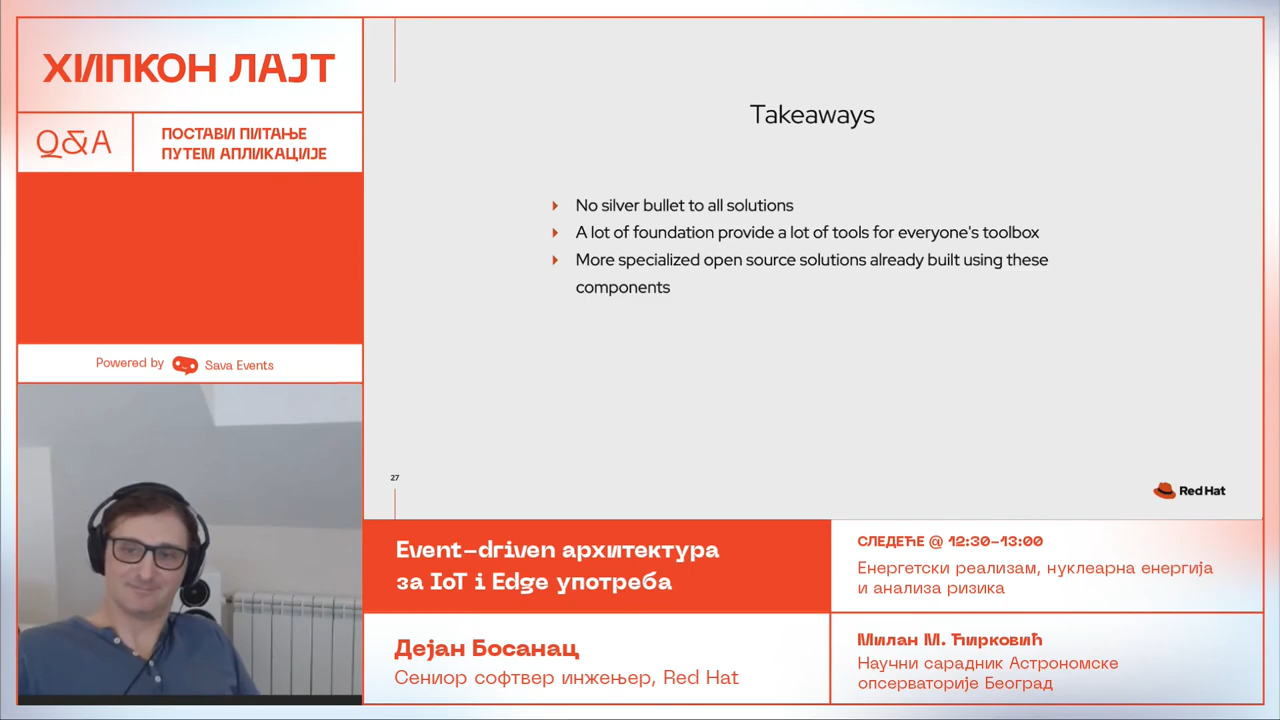 ХИПКОН ЛАЈТ
Q&A
ПОСТАВИ ПИТАЊЕ
ПУТЕМ АПЛИКАЦИЈЕ
Powered by Sava Events
Takeaways
No silver bullet to all solutions
A lot of foundation provide a lot of tools for everyone's toolbox
More specialized open source solutions already built using these
components
27
Red Hat
Event-driven архитектура
за IoT i Edge употреба
Дејан Босанац
Сениор софтвер инжењер, Red Hat
СЛЕДЕЋЕ @ 12:30-13:00
Енергетски реализам, нуклеарна енергија
и анализа ризика
Милан М. Ћирковић
Научни сарадник Астрономске
опсерваторије Београд